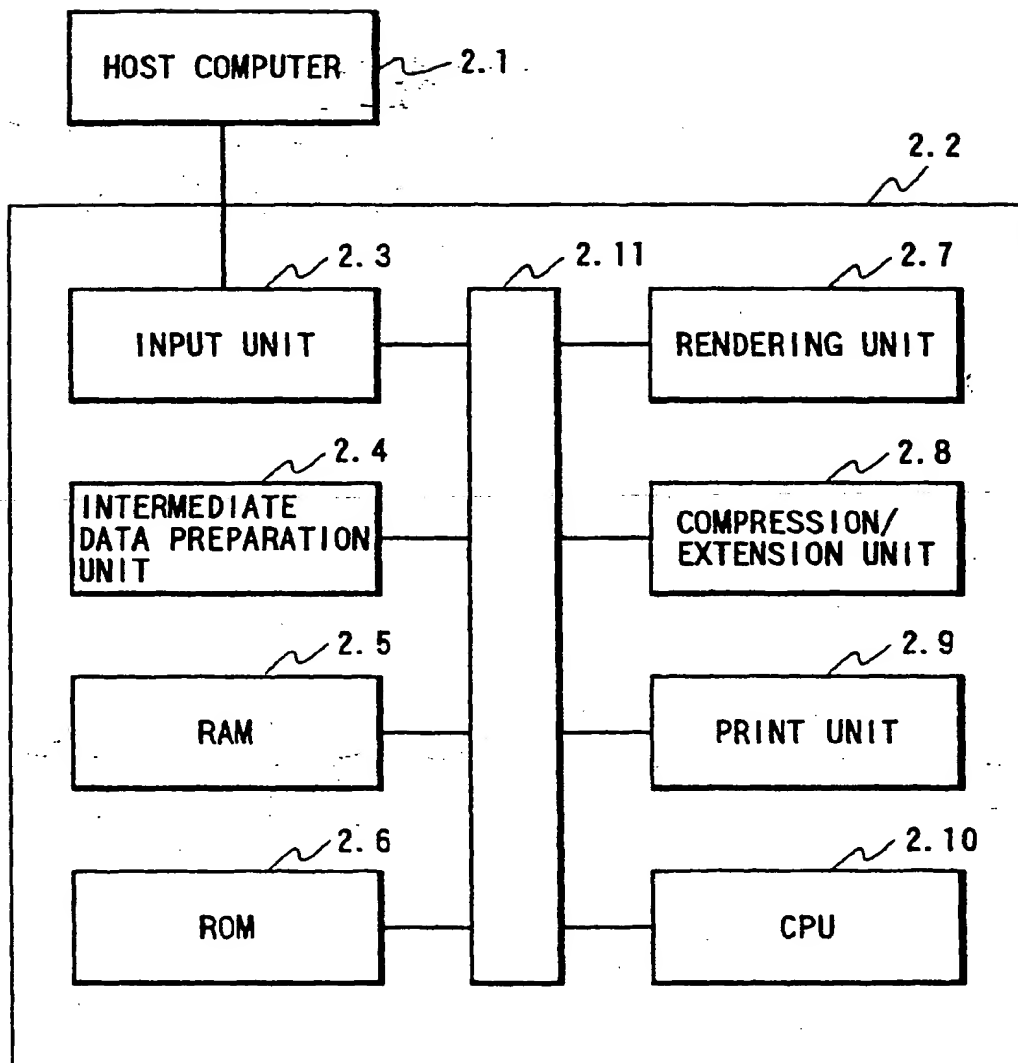 HOST COMPUTER
2.1
2.2
2.3
2.11
2.7
INPUT UNIT
RENDERING UNIT
2.4
2.8
INTERMEDIATE
DATA PREPARATION
UNIT
COMPRESSION/
EXTENSION UNIT
2.5
2.9
RAM
PRINT UNIT
2.6
2.10
ROM
CPU